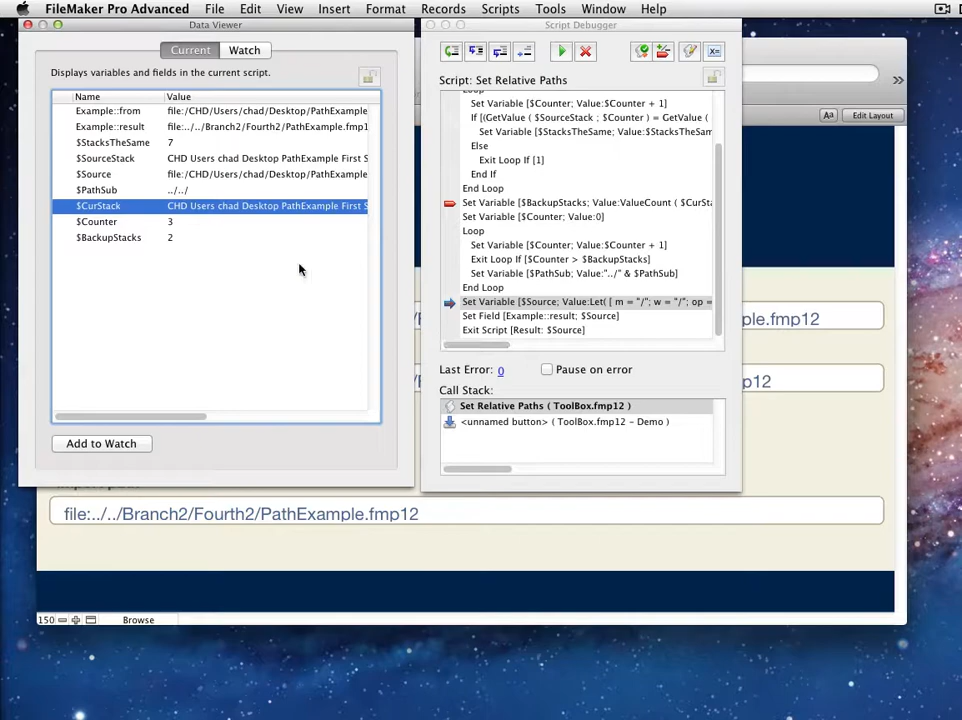 FileMaker Pro Advanced File Edit View Insert Format Records Scripts Tools Window Help
Data Viewer
Current Watch
Displays variables and fields in the current script.
Name Value
Example::from file:/CHD/Users/chad/Desktop/PathExample
Example::result file:../../Branch2/Fourth2/PathExample.fmp1
$StacksTheSame 7
$SourceStack CHD Users chad Desktop PathExample First S
$Source file:/CHD/Users/chad/Desktop/PathExample
$PathSub ../../
$CurStack CHD Users chad Desktop PathExample First S
$Counter 3
$BackupStacks 2
Add to Watch
Script Debugger
Script: Set Relative Paths
Loop
Set Variable [$Counter; Value:$Counter + 1]
If [(GetValue ( $SourceStack ; $Counter ) = GetValue (
Set Variable [$StacksTheSame; Value:$StacksTheSam
Else
Exit Loop If [1]
End If
End Loop
Set Variable [$BackupStacks; Value:ValueCount ( $CurSta
Set Variable [$Counter; Value:0]
Loop
Set Variable [$Counter; Value:$Counter + 1]
Exit Loop If [$Counter > $BackupStacks]
Set Variable [$PathSub; Value:"../" & $PathSub]
End Loop
Set Variable [$Source; Value:Let( [ m = "/"; w = "/"; op =
Set Field [Example::result; $Source]
Exit Script [Result: $Source]
Last Error: 0 Pause on error
Call Stack:
Set Relative Paths ( ToolBox.fmp12 )
<unnamed button> ( ToolBox.fmp12 - Demo )
Aa Edit Layout
ple.fmp12
p12
file:../../Branch2/Fourth2/PathExample.fmp12
150 Browse